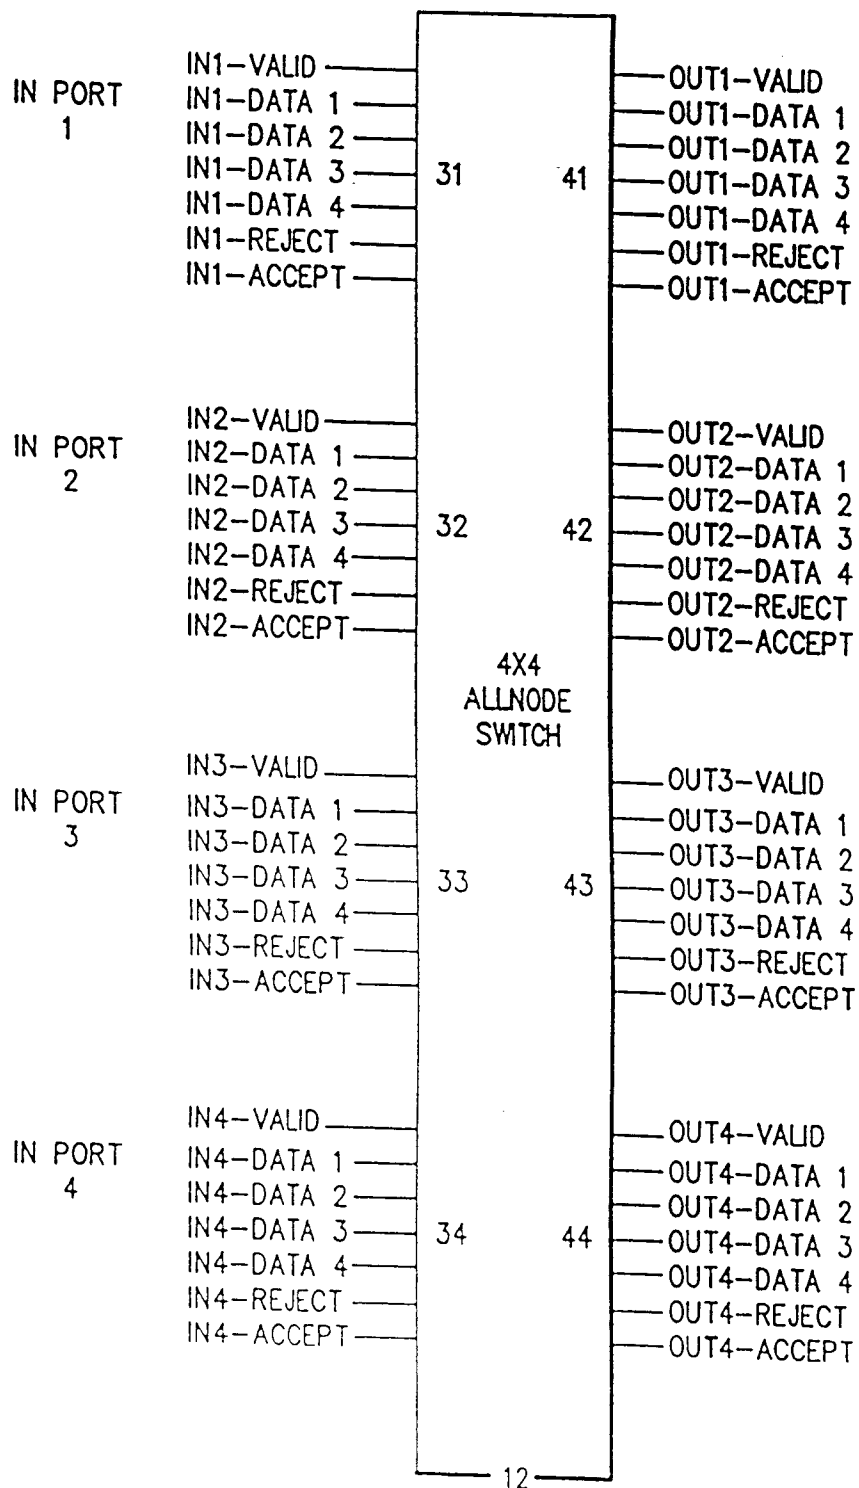 IN PORT
1
IN1-VALID
IN1-DATA 1
IN1-DATA 2
IN1-DATA 3
IN1-DATA 4
IN1-REJECT
IN1-ACCEPT
31
41
OUT1-VALID
OUT1-DATA 1
OUT1-DATA 2
OUT1-DATA 3
OUT1-DATA 4
OUT1-REJECT
OUT1-ACCEPT
IN PORT
2
IN2-VALID
IN2-DATA 1
IN2-DATA 2
IN2-DATA 3
IN2-DATA 4
IN2-REJECT
IN2-ACCEPT
32
42
OUT2-VALID
OUT2-DATA 1
OUT2-DATA 2
OUT2-DATA 3
OUT2-DATA 4
OUT2-REJECT
OUT2-ACCEPT
4X4
ALLNODE
SWITCH
IN PORT
3
IN3-VALID
IN3-DATA 1
IN3-DATA 2
IN3-DATA 3
IN3-DATA 4
IN3-REJECT
IN3-ACCEPT
33
43
OUT3-VALID
OUT3-DATA 1
OUT3-DATA 2
OUT3-DATA 3
OUT3-DATA 4
OUT3-REJECT
OUT3-ACCEPT
IN PORT
4
IN4-VALID
IN4-DATA 1
IN4-DATA 2
IN4-DATA 3
IN4-DATA 4
IN4-REJECT
IN4-ACCEPT
34
44
OUT4-VALID
OUT4-DATA 1
OUT4-DATA 2
OUT4-DATA 3
OUT4-DATA 4
OUT4-REJECT
OUT4-ACCEPT
12